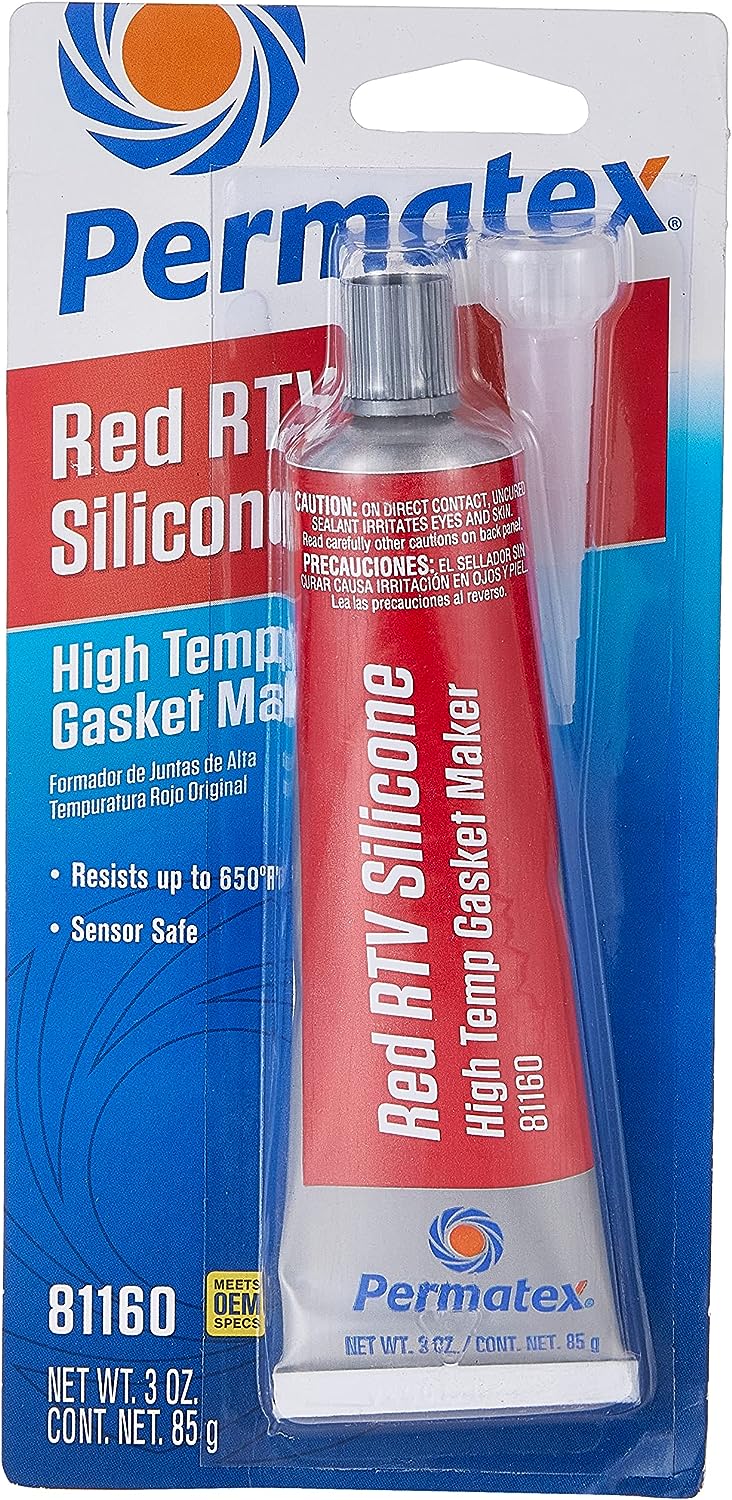 Permatex®
Red RTV
Silicone
High Temp
Gasket Ma
Formador de Juntas de Alta
Tempuratura Rojo Original
• Resists up to 650°
• Sensor Safe
81160
MEETS
OEM
SPECS
NET WT. 3 OZ.
CONT. NET. 85 g
CAUTION: ON DIRECT CONTACT, UNCURED
SEALANT IRRITATES EYES AND SKIN.
Read carefully other cautions on back panel.
PRECAUCIONES: EL SELLADOR SIN
CURAR CAUSA IRRITACIÓN EN OJOS Y PIEL.
Lea las precauciones al reverso.
Red RTV Silicone
High Temp Gasket Maker
81160
Permatex®
NET WT. 3 OZ./CONT. NET. 85 g